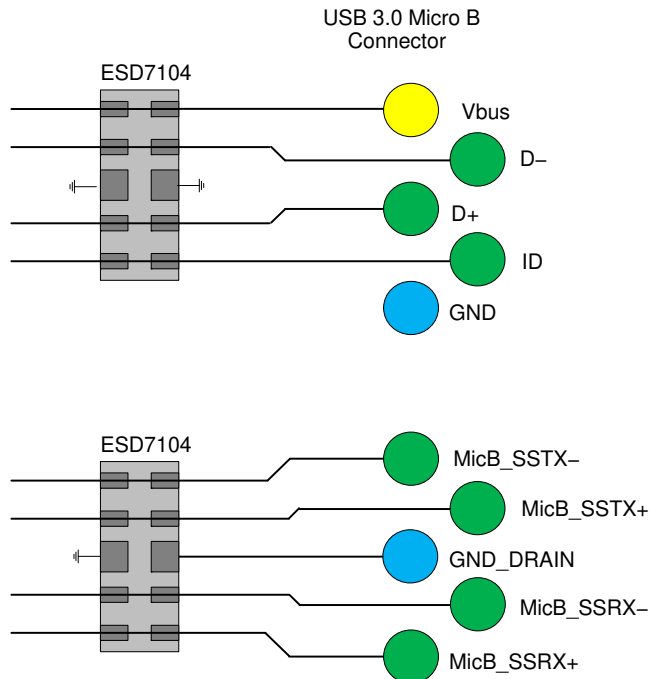 USB 3.0 Micro B
Connector
ESD7104
Vbus
D−
D+
ID
GND
ESD7104
MicB_SSTX−
MicB_SSTX+
GND_DRAIN
MicB_SSRX−
MicB_SSRX+